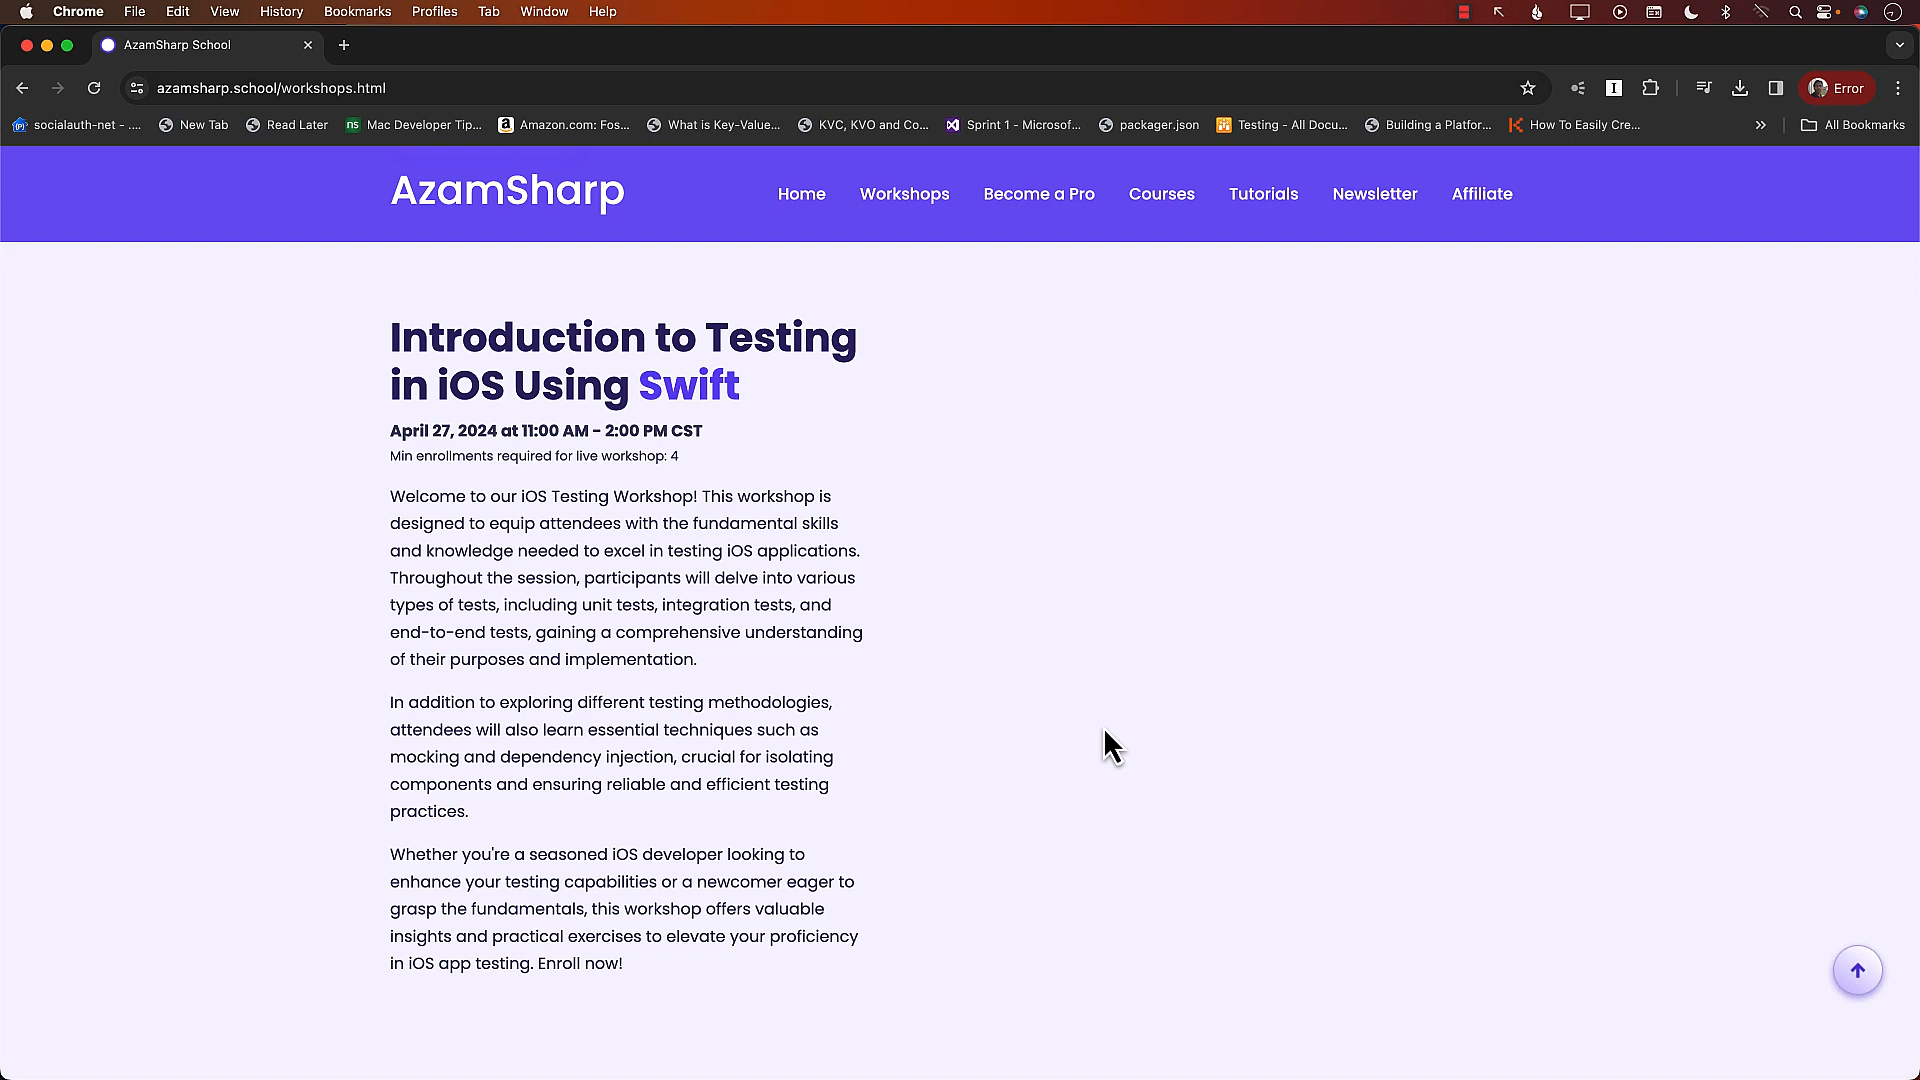 Chrome File Edit View History Bookmarks Profiles Tab Window Help
AzamSharp School
azamsharp.school/workshops.html
Error
socialauth-net - .... New Tab Read Later Mac Developer Tip... Amazon.com: Fos... What is Key-Value... KVC, KVO and Co... Sprint 1 - Microsof... packager.json Testing - All Docu... Building a Platfor... How To Easily Cre... » All Bookmarks
AzamSharp
Home Workshops Become a Pro Courses Tutorials Newsletter Affiliate
Introduction to Testing
in iOS Using Swift
April 27, 2024 at 11:00 AM - 2:00 PM CST
Min enrollments required for live workshop: 4
Welcome to our iOS Testing Workshop! This workshop is
designed to equip attendees with the fundamental skills
and knowledge needed to excel in testing iOS applications.
Throughout the session, participants will delve into various
types of tests, including unit tests, integration tests, and
end-to-end tests, gaining a comprehensive understanding
of their purposes and implementation.
In addition to exploring different testing methodologies,
attendees will also learn essential techniques such as
mocking and dependency injection, crucial for isolating
components and ensuring reliable and efficient testing
practices.
Whether you're a seasoned iOS developer looking to
enhance your testing capabilities or a newcomer eager to
grasp the fundamentals, this workshop offers valuable
insights and practical exercises to elevate your proficiency
in iOS app testing. Enroll now!